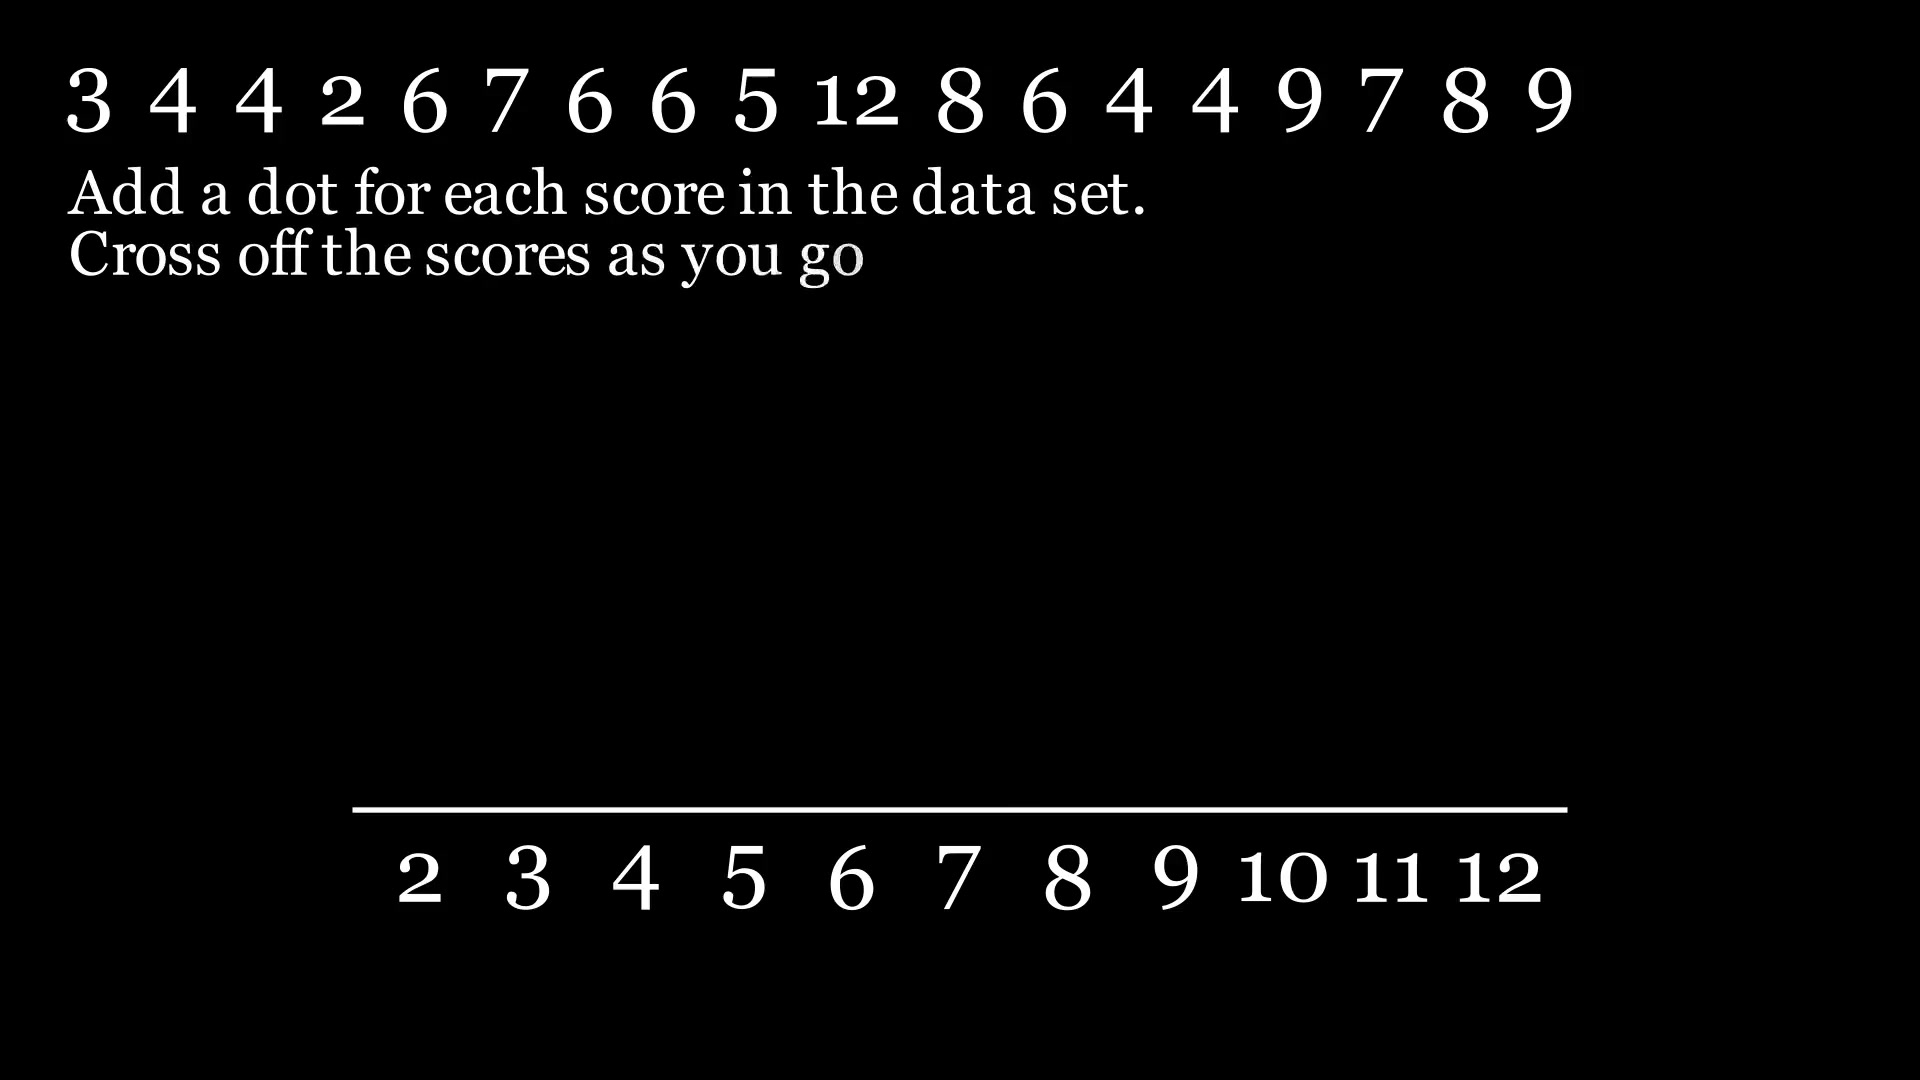 3 4 4 2 6 7 6 6 5 12 8 6 4 4 9 7 8 9
Add a dot for each score in the data set.
Cross off the scores as you go
2 3 4 5 6 7 8 9 10 11 12